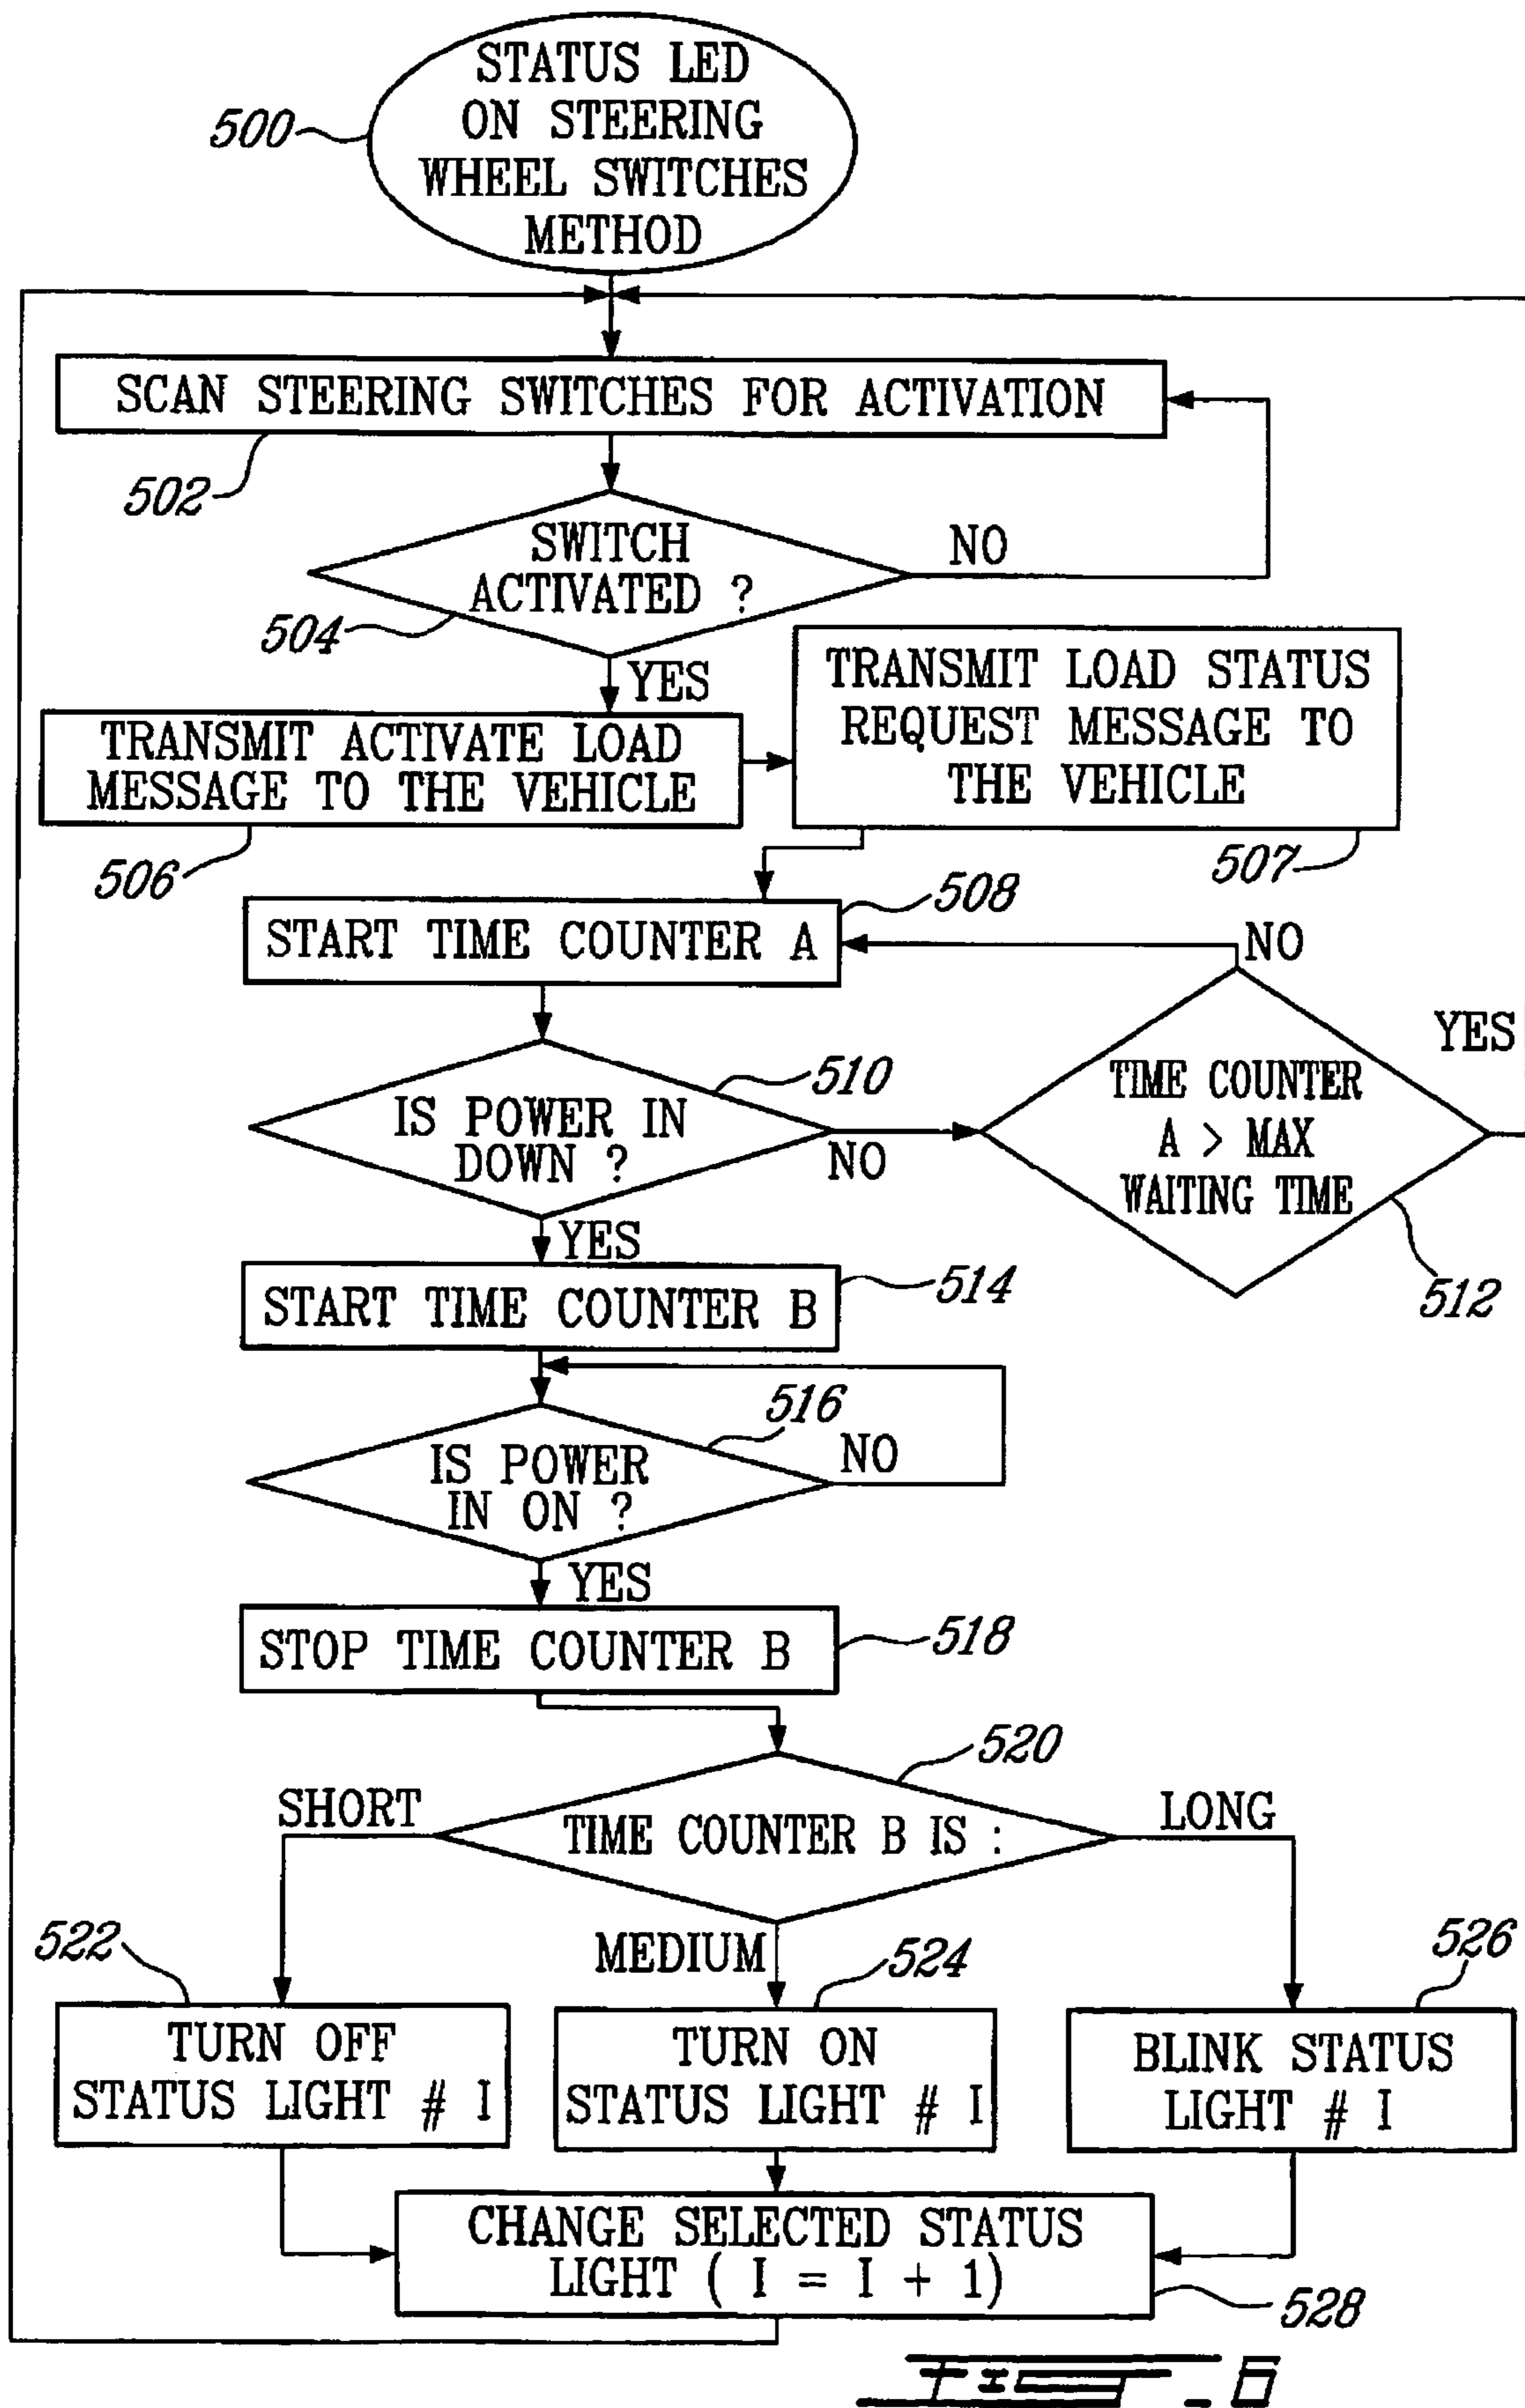 STATUS LED
ON STEERING
WHEEL SWITCHES
METHOD
500
SCAN STEERING SWITCHES FOR ACTIVATION
502
SWITCH
ACTIVATED ?
NO
504
YES
TRANSMIT ACTIVATE LOAD
MESSAGE TO THE VEHICLE
506
TRANSMIT LOAD STATUS
REQUEST MESSAGE TO
THE VEHICLE
507
START TIME COUNTER A
508
NO
IS POWER IN
DOWN ?
510
NO
TIME COUNTER
A > MAX
WAITING TIME
YES
512
YES
START TIME COUNTER B
514
IS POWER
IN ON ?
516
NO
YES
STOP TIME COUNTER B
518
TIME COUNTER B IS :
520
SHORT
MEDIUM
LONG
522
TURN OFF
STATUS LIGHT # I
524
TURN ON
STATUS LIGHT # I
526
BLINK STATUS
LIGHT # I
CHANGE SELECTED STATUS
LIGHT ( I = I + 1)
528
FIG. 6